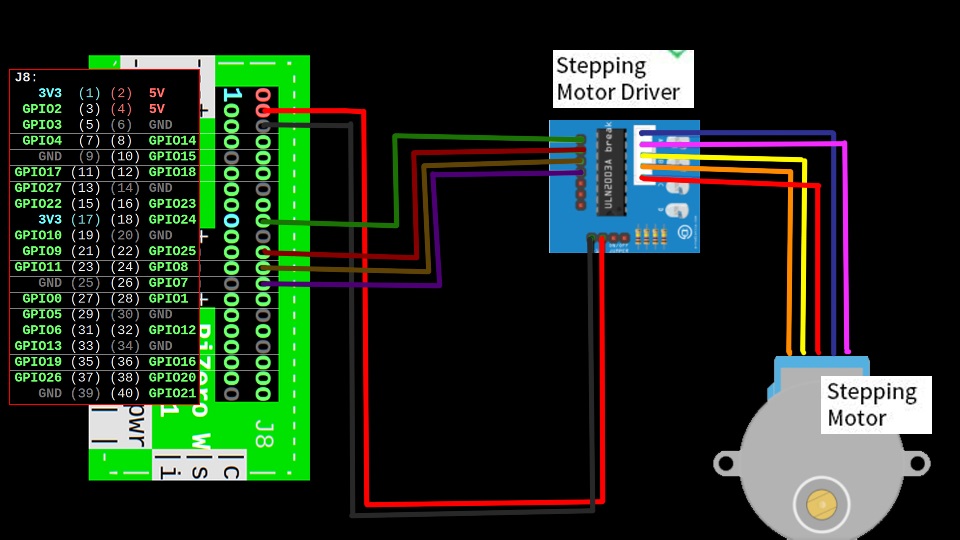 J8:
3V3 (1) (2) 5V
GPIO2 (3) (4) 5V
GPIO3 (5) (6) GND
GPIO4 (7) (8) GPIO14
GND (9) (10) GPIO15
GPIO17 (11) (12) GPIO18
GPIO27 (13) (14) GND
GPIO22 (15) (16) GPIO23
3V3 (17) (18) GPIO24
GPIO10 (19) (20) GND
GPIO9 (21) (22) GPIO25
GPIO11 (23) (24) GPIO8
GND (25) (26) GPIO7
GPIO0 (27) (28) GPIO1
GPIO5 (29) (30) GND
GPIO6 (31) (32) GPIO12
GPIO13 (33) (34) GND
GPIO19 (35) (36) GPIO16
GPIO26 (37) (38) GPIO20
GND (39) (40) GPIO21
J8
Stepping
Motor Driver
ULN2003A break
Stepping
Motor